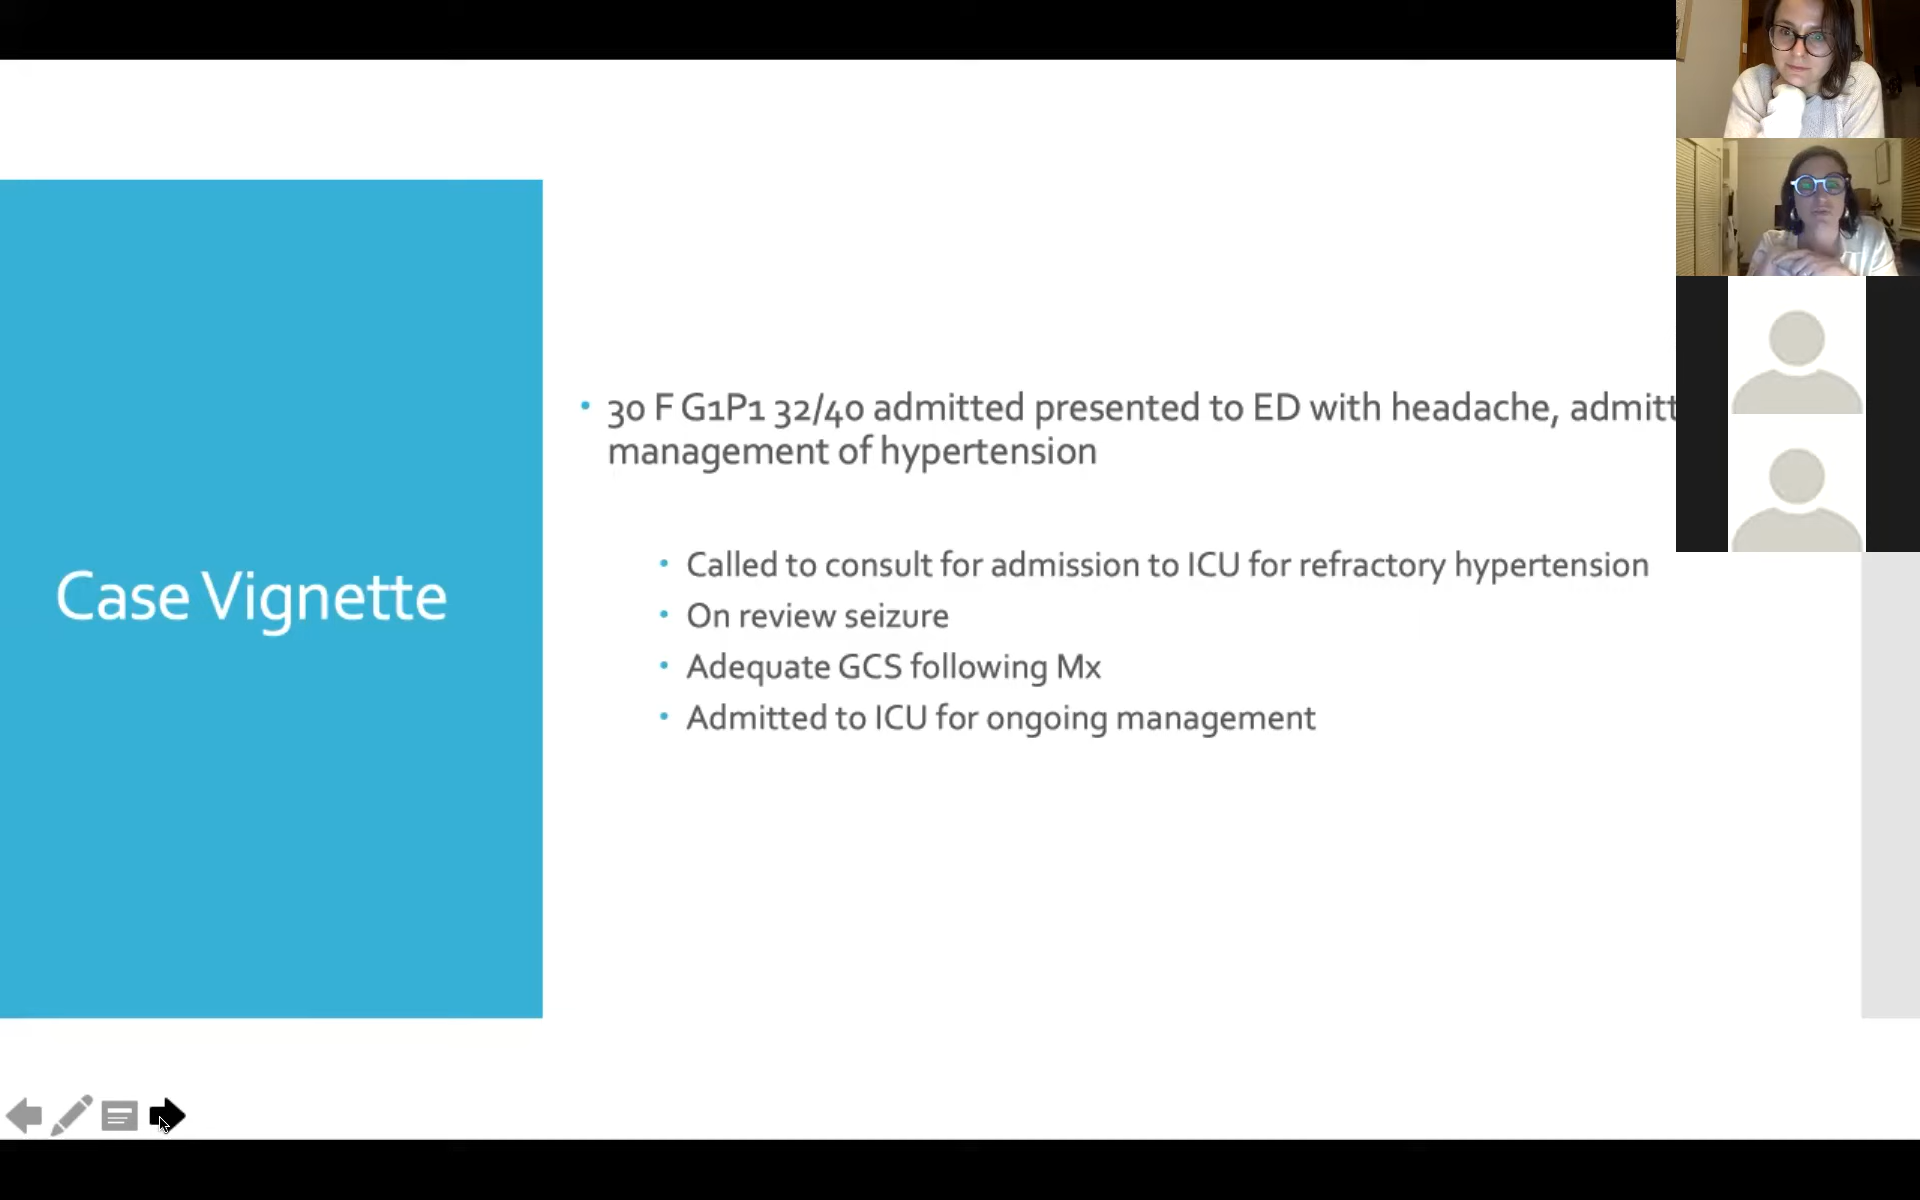 Case Vignette
30 F G1P1 32/40 admitted presented to ED with headache, admitt
management of hypertension
Called to consult for admission to ICU for refractory hypertension
On review seizure
Adequate GCS following Mx
Admitted to ICU for ongoing management